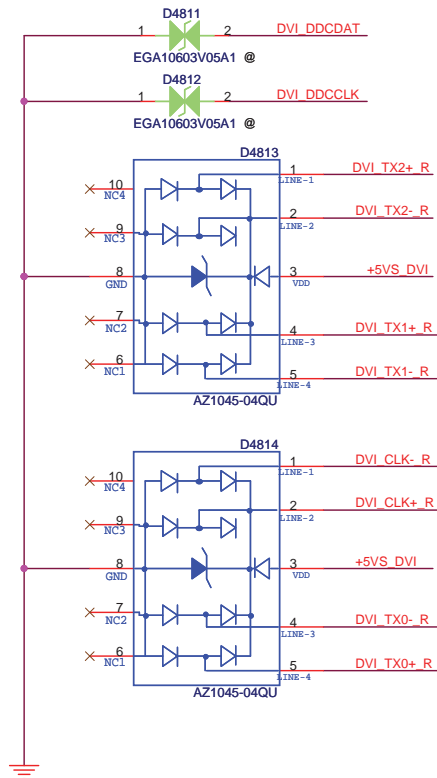 D4811
1 2 DVI_DDCDAT
EGA10603V05A1 @
D4812
1 2 DVI_DDCCLK
EGA10603V05A1 @
D4813
10 NC4 1 LINE-1 DVI_TX2+_R
9 NC3 2 LINE-2 DVI_TX2-_R
8 GND 3 VDD +5VS_DVI
7 NC2 4 LINE-3 DVI_TX1+_R
6 NC1 5 LINE-4 DVI_TX1-_R
AZ1045-04QU
D4814
10 NC4 1 LINE-1 DVI_CLK-_R
9 NC3 2 LINE-2 DVI_CLK+_R
8 GND 3 VDD +5VS_DVI
7 NC2 4 LINE-3 DVI_TX0-_R
6 NC1 5 LINE-4 DVI_TX0+_R
AZ1045-04QU